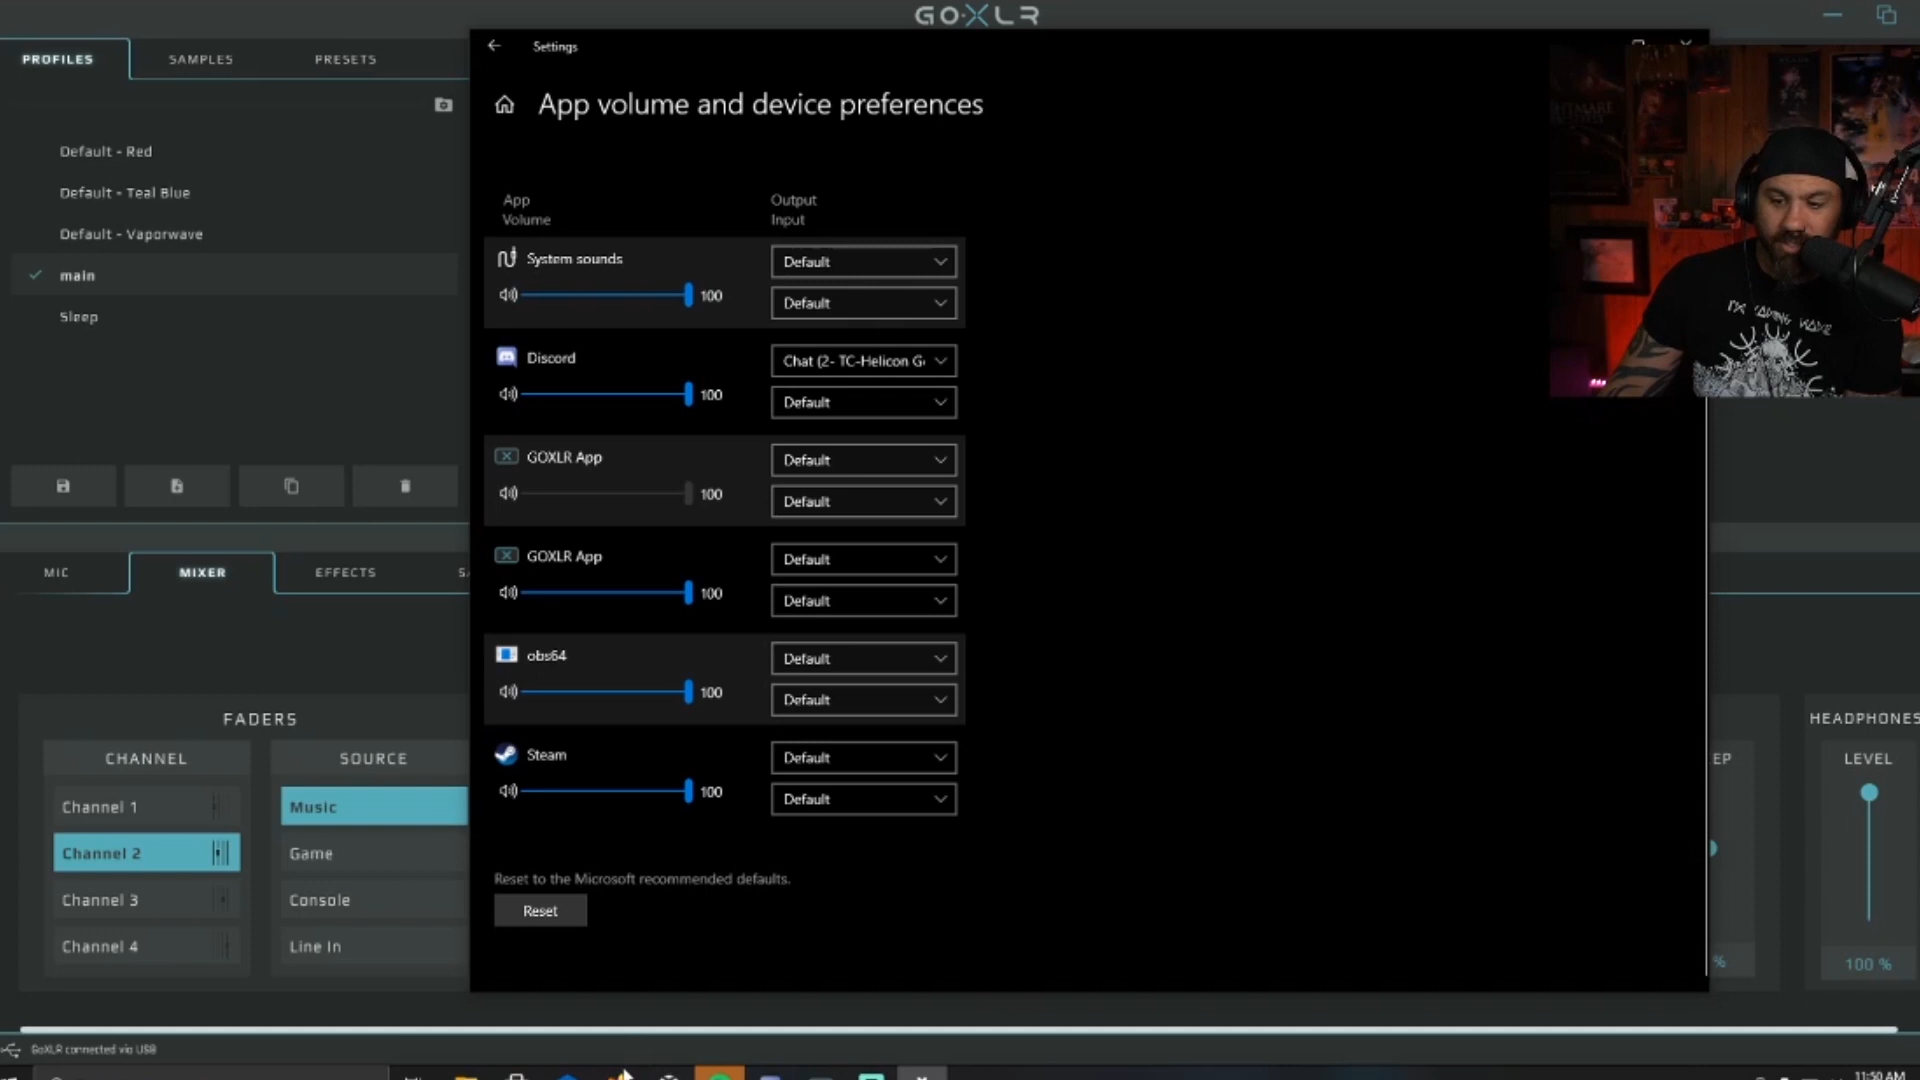 GO·XLR
PROFILES
SAMPLES
PRESETS
Default - Red
Default - Teal Blue
Default - Vaporwave
main
Sleep
MIC
MIXER
EFFECTS
FADERS
CHANNEL
SOURCE
Channel 1
Channel 2
Channel 3
Channel 4
Music
Game
Console
Line In
GoXLR connected via USB
Settings
App volume and device preferences
App
Volume
Output
Input
System sounds
100
Default
Default
Discord
100
Chat (2- TC-Helicon G
Default
GOXLR App
100
Default
Default
GOXLR App
100
Default
Default
obs64
100
Default
Default
Steam
100
Default
Default
Reset to the Microsoft recommended defaults.
Reset
EP
%
HEADPHONES
LEVEL
100 %
11:50 AM